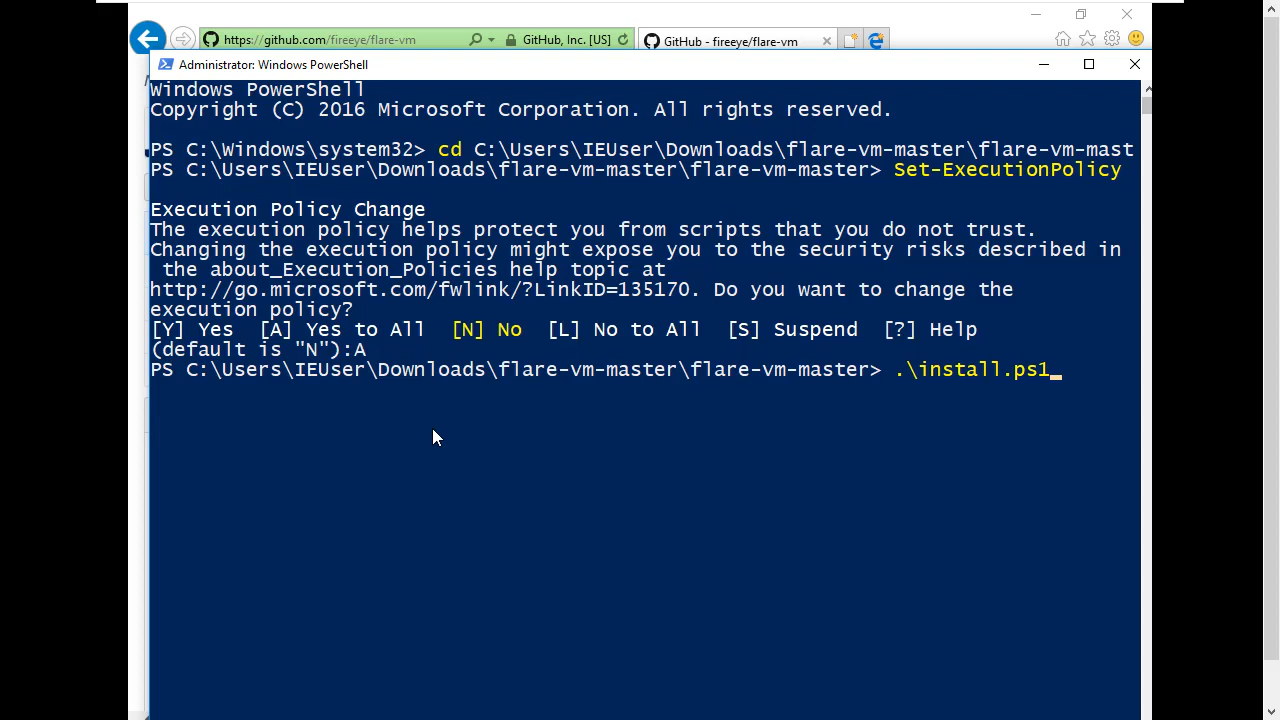 https://github.com/fireeye/flare-vm
GitHub, Inc. [US]
GitHub - fireeye/flare-vm
Administrator: Windows PowerShell
Windows PowerShell
Copyright (C) 2016 Microsoft Corporation. All rights reserved.
PS C:\Windows\system32> cd C:\Users\IEUser\Downloads\flare-vm-master\flare-vm-mast
PS C:\Users\IEUser\Downloads\flare-vm-master\flare-vm-master> Set-ExecutionPolicy
Execution Policy Change
The execution policy helps protect you from scripts that you do not trust.
Changing the execution policy might expose you to the security risks described in
the about_Execution_Policies help topic at
http://go.microsoft.com/fwlink/?LinkID=135170. Do you want to change the
execution policy?
[Y] Yes  [A] Yes to All  [N] No  [L] No to All  [S] Suspend  [?] Help
(default is "N"):A
PS C:\Users\IEUser\Downloads\flare-vm-master\flare-vm-master> .\install.ps1